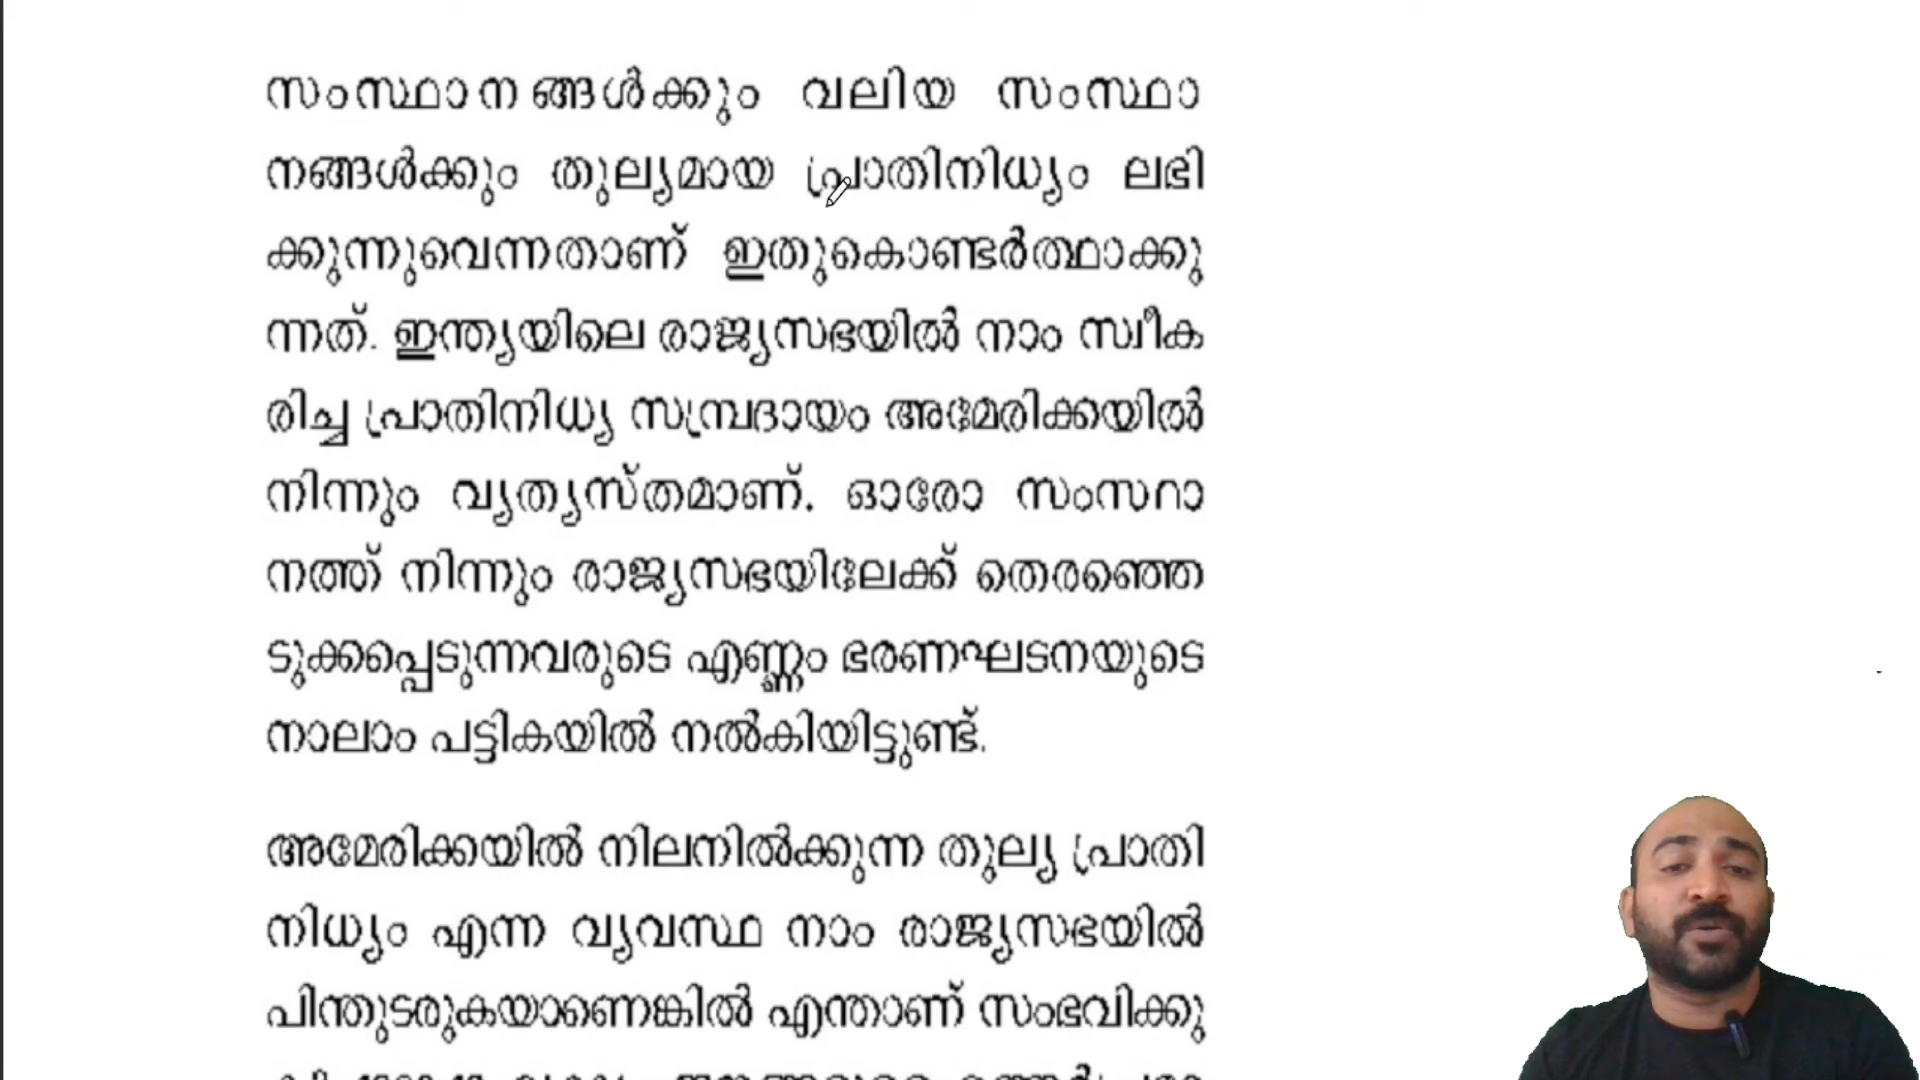 സംസ്ഥാനങ്ങൾക്കും വലിയ സംസ്ഥാ
നങ്ങൾക്കും തുല്യമായ പ്രാതിനിധ്യം ലഭി
ക്കുന്നുവെന്നതാണ് ഇതുകൊണ്ടർത്ഥാക്കു
ന്നത്. ഇന്ത്യയിലെ രാജ്യസഭയിൽ നാം സ്വീക
രിച്ച പ്രാതിനിധ്യ സമ്പ്രദായം അമേരിക്കയിൽ
നിന്നും വ്യത്യസ്തമാണ്. ഓരോ സംസറാ
നത്ത് നിന്നും രാജ്യസഭയിലേക്ക് തെരഞ്ഞെ
ടുക്കപ്പെടുന്നവരുടെ എണ്ണം ഭരണഘടനയുടെ
നാലാം പട്ടികയിൽ നൽകിയിട്ടുണ്ട്.
അമേരിക്കയിൽ നിലനിൽക്കുന്ന തുല്യ പ്രാതി
നിധ്യം എന്ന വ്യവസ്ഥ നാം രാജ്യസഭയിൽ
പിന്തുടരുകയാണെങ്കിൽ എന്താണ് സംഭവിക്കു